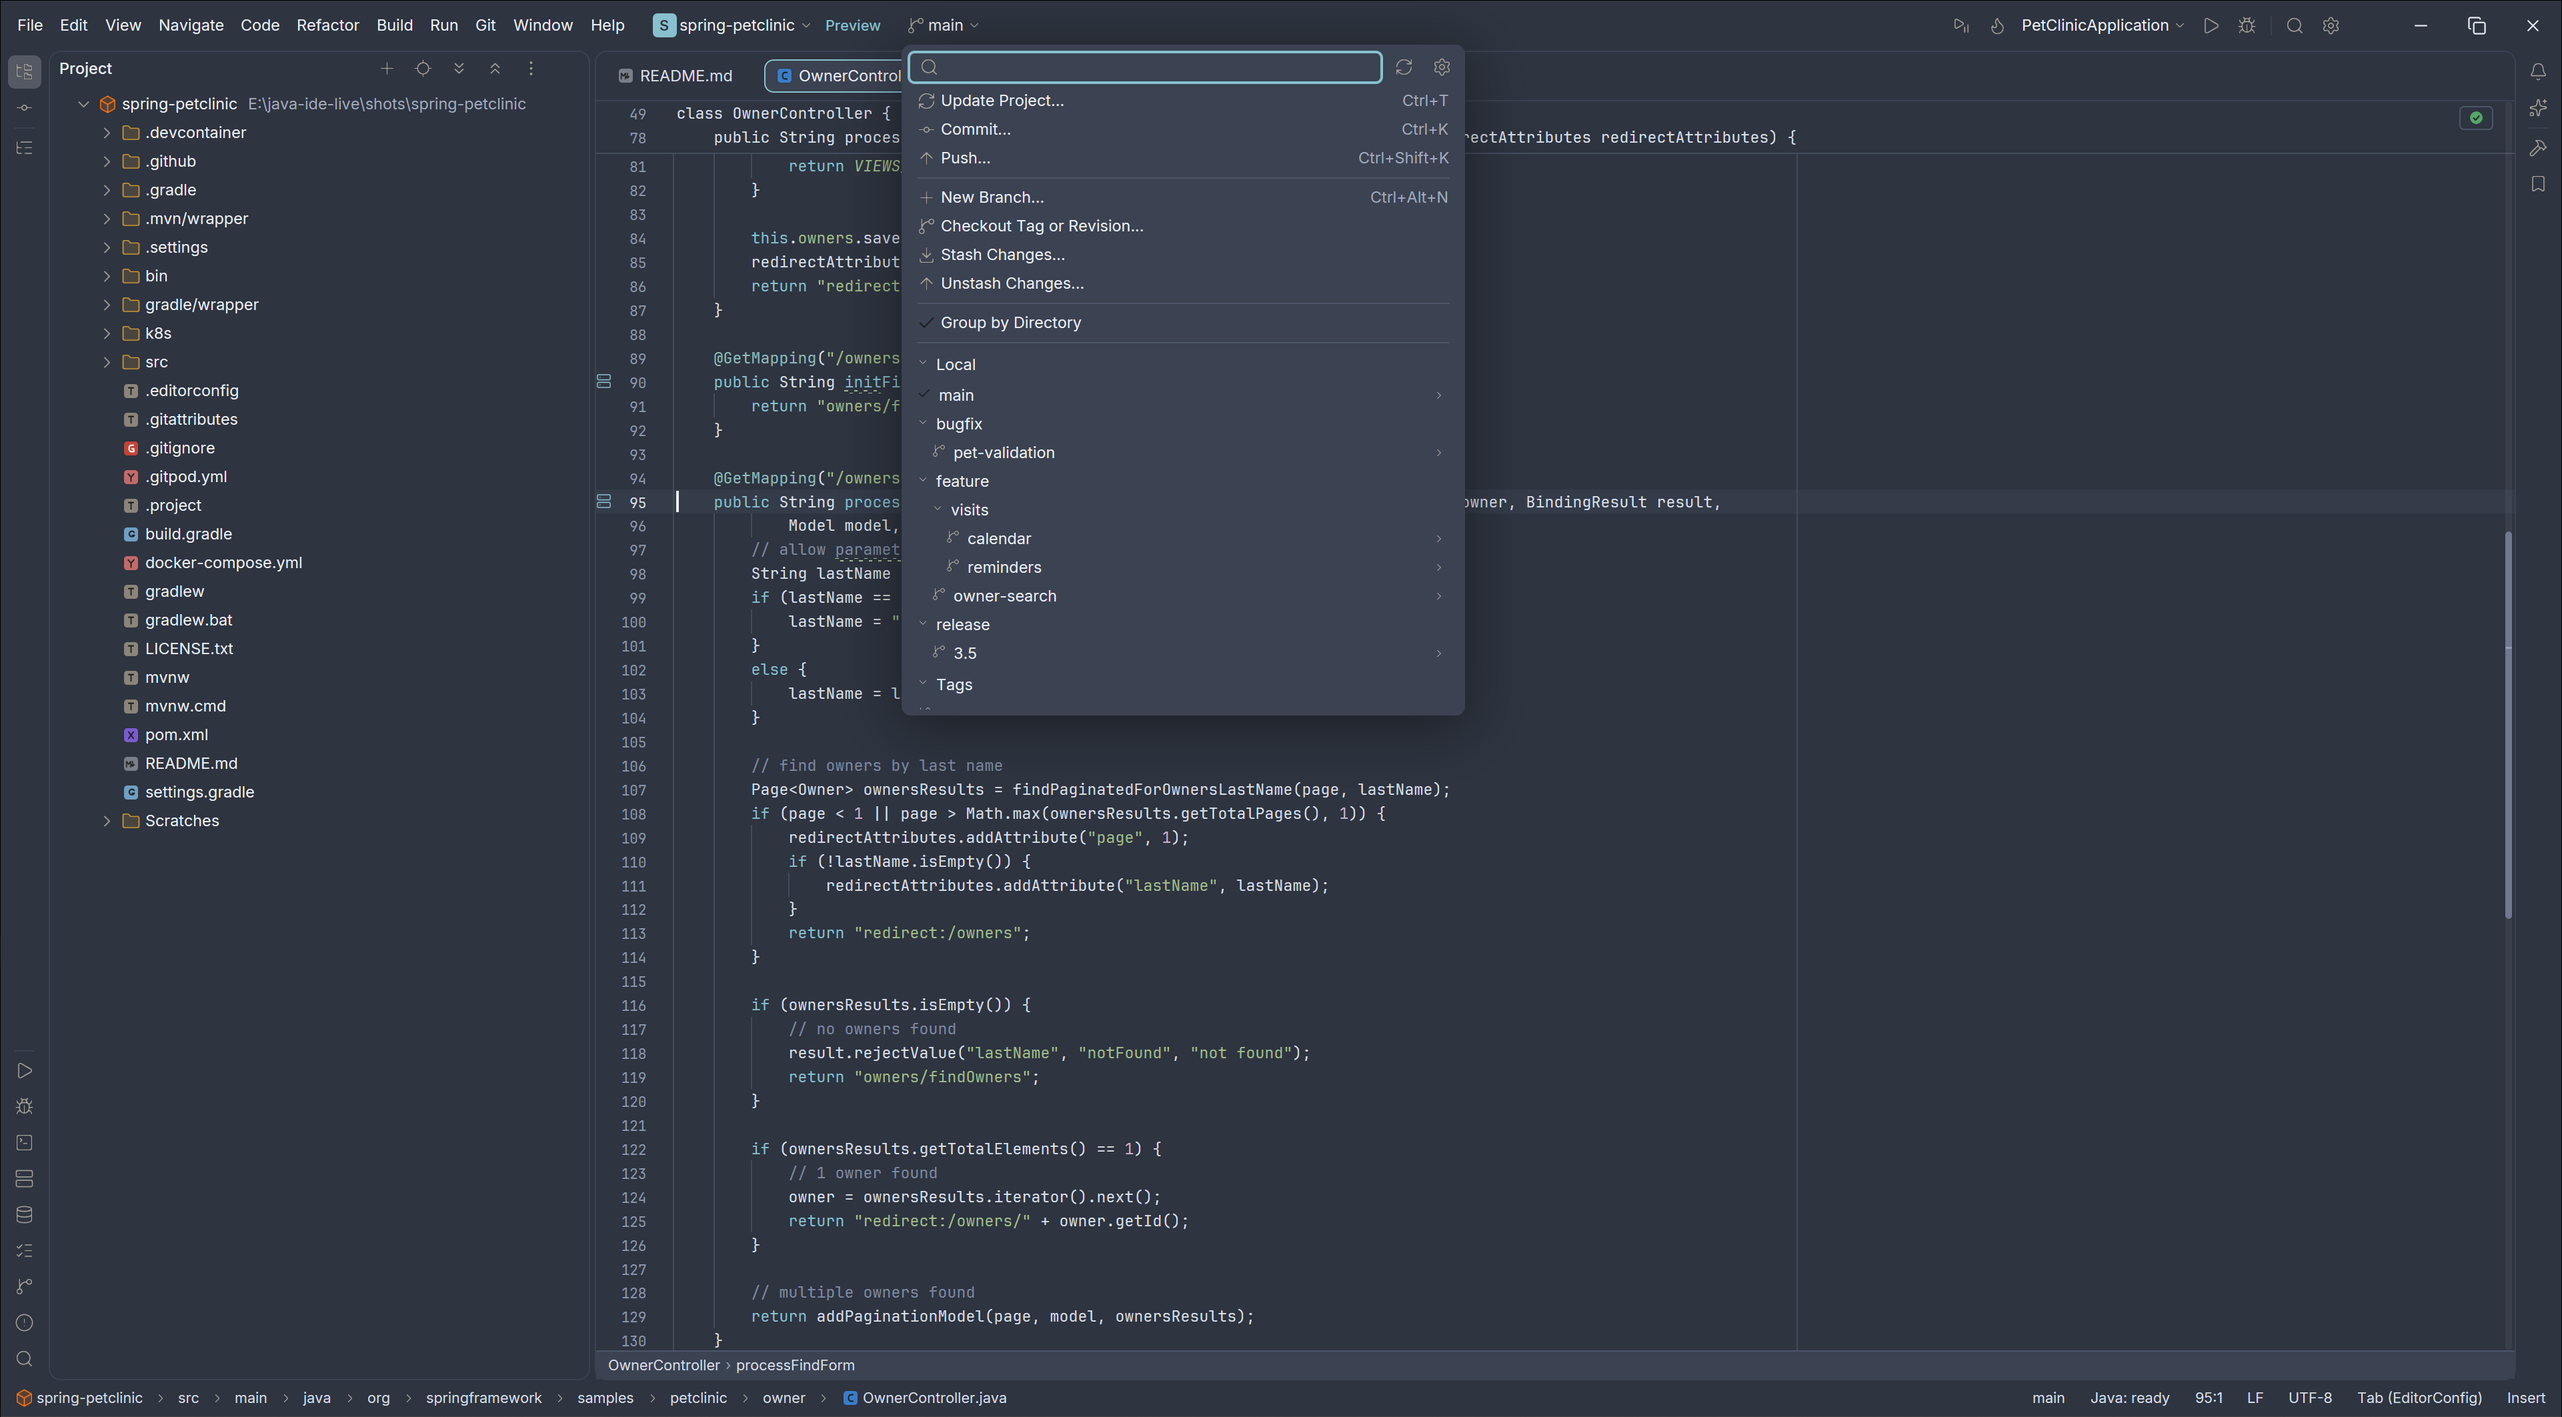 File Edit View Navigate Code Refactor Build Run Git Window Help S spring-petclinic Preview main PetClinicApplication
Project
spring-petclinic E:\java-ide-live\shots\spring-petclinic
.devcontainer
.github
.gradle
.mvn/wrapper
.settings
bin
gradle/wrapper
k8s
src
.editorconfig
.gitattributes
.gitignore
.gitpod.yml
.project
build.gradle
docker-compose.yml
gradlew
gradlew.bat
LICENSE.txt
mvnw
mvnw.cmd
pom.xml
README.md
settings.gradle
Scratches
README.md OwnerControl
Update Project... Ctrl+T
Commit... Ctrl+K
Push... Ctrl+Shift+K
New Branch... Ctrl+Alt+N
Checkout Tag or Revision...
Stash Changes...
Unstash Changes...
Group by Directory
Local
main
bugfix
pet-validation
feature
visits
calendar
reminders
owner-search
release
3.5
Tags
49 class OwnerController {
78 public String proces rectAttributes redirectAttributes) {
81 return VIEWS
82 }
83
84 this.owners.save
85 redirectAttribut
86 return "redirect
87 }
88
89 @GetMapping("/owners
90 public String initFi
91 return "owners/f
92 }
93
94 @GetMapping("/owners
95 public String proces owner, BindingResult result,
96 Model model,
97 // allow paramet
98 String lastName
99 if (lastName ==
100 lastName = "
101 }
102 else {
103 lastName = l
104 }
105
106 // find owners by last name
107 Page<Owner> ownersResults = findPaginatedForOwnersLastName(page, lastName);
108 if (page < 1 || page > Math.max(ownersResults.getTotalPages(), 1)) {
109 redirectAttributes.addAttribute("page", 1);
110 if (!lastName.isEmpty()) {
111 redirectAttributes.addAttribute("lastName", lastName);
112 }
113 return "redirect:/owners";
114 }
115
116 if (ownersResults.isEmpty()) {
117 // no owners found
118 result.rejectValue("lastName", "notFound", "not found");
119 return "owners/findOwners";
120 }
121
122 if (ownersResults.getTotalElements() == 1) {
123 // 1 owner found
124 owner = ownersResults.iterator().next();
125 return "redirect:/owners/" + owner.getId();
126 }
127
128 // multiple owners found
129 return addPaginationModel(page, model, ownersResults);
130 }
OwnerController › processFindForm
spring-petclinic › src › main › java › org › springframework › samples › petclinic › owner › OwnerController.java main Java: ready 95:1 LF UTF-8 Tab (EditorConfig) Insert